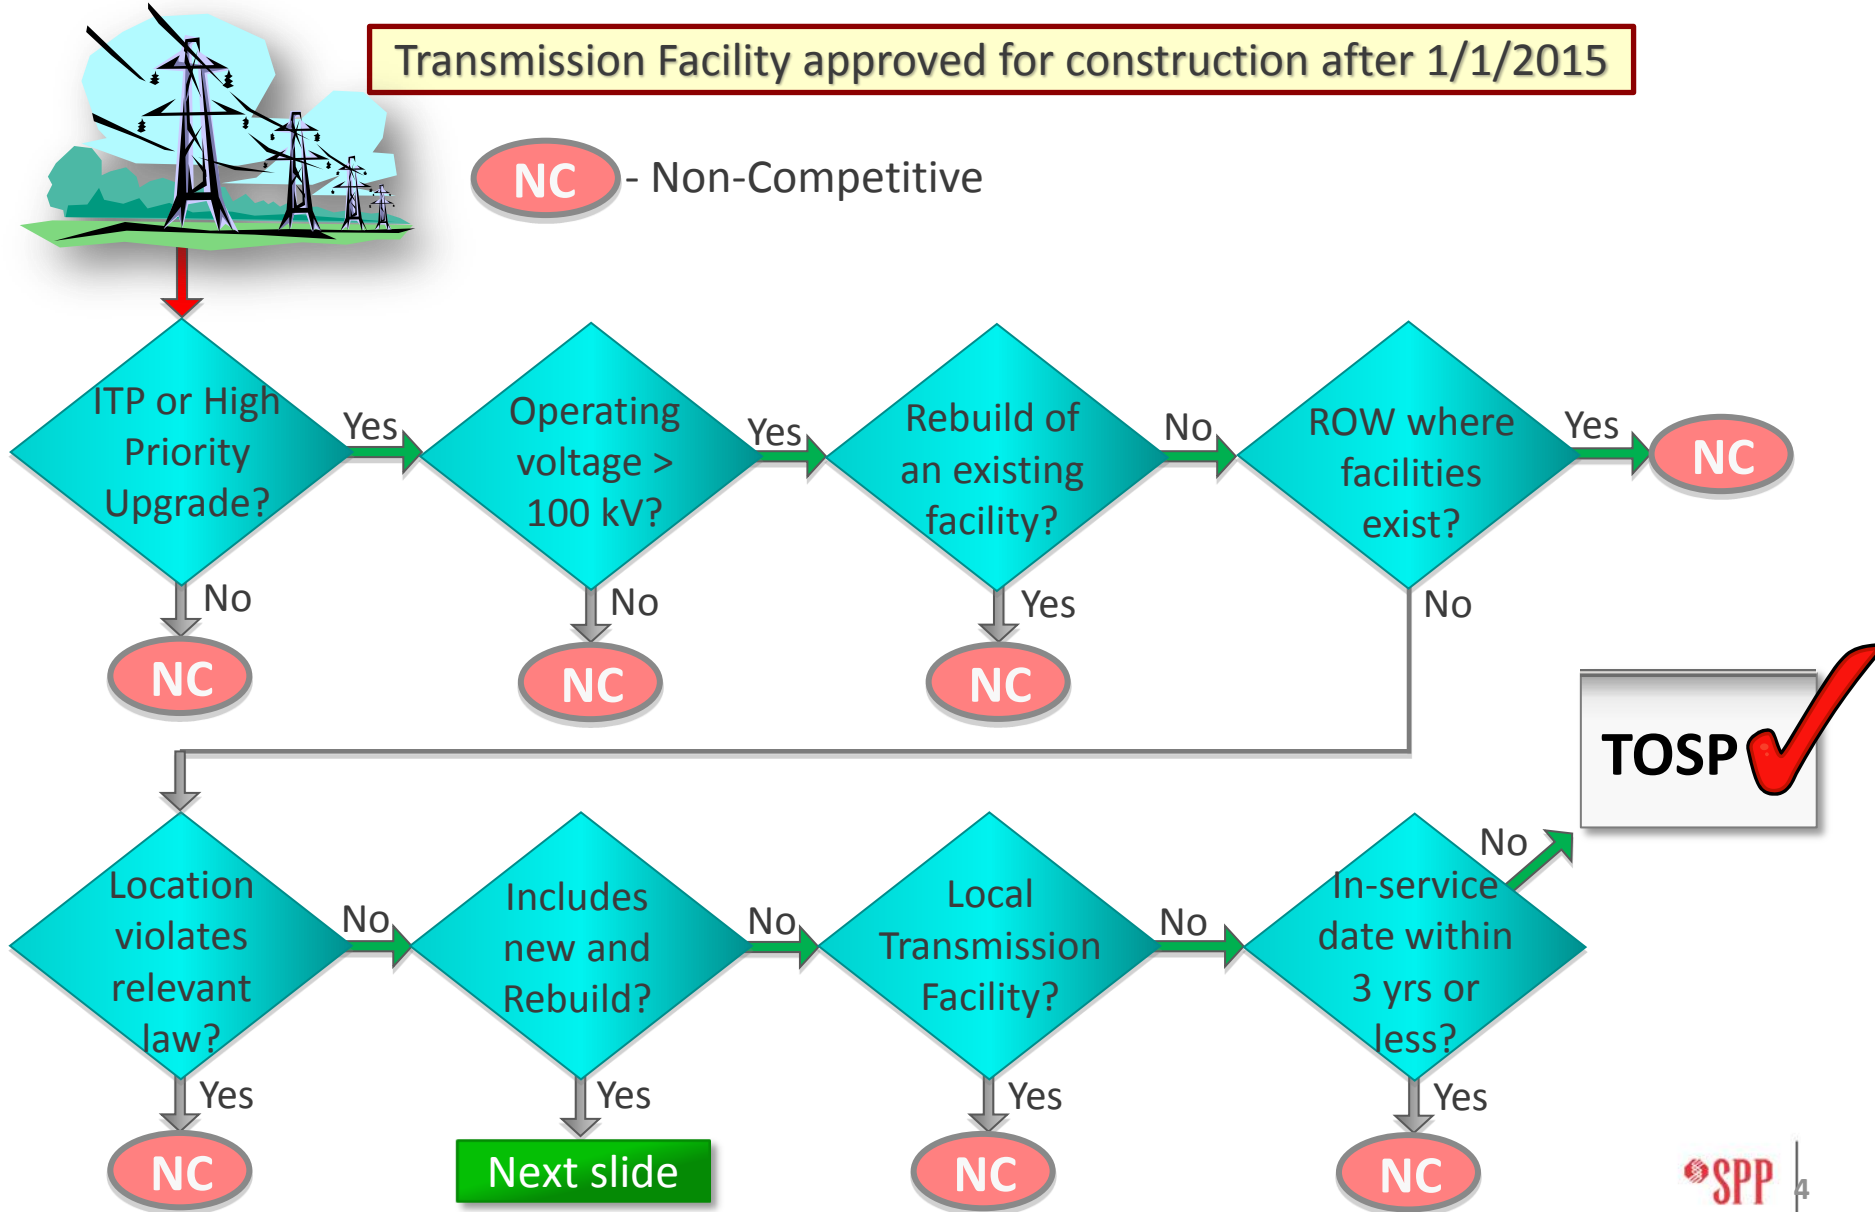 Transmission Facility approved for construction after 1/1/2015
NC - Non-Competitive
ITP or High
Priority
Upgrade?
Yes
No
NC
Operating
voltage >
100 kV?
Yes
No
NC
Rebuild of
an existing
facility?
No
Yes
NC
ROW where
facilities
exist?
Yes
NC
No
Location
violates
relevant
law?
No
Yes
NC
Includes
new and
Rebuild?
No
Yes
Next slide
Local
Transmission
Facility?
No
Yes
NC
In-service
date within
3 yrs or
less?
No
TOSP
Yes
NC
SPP
4